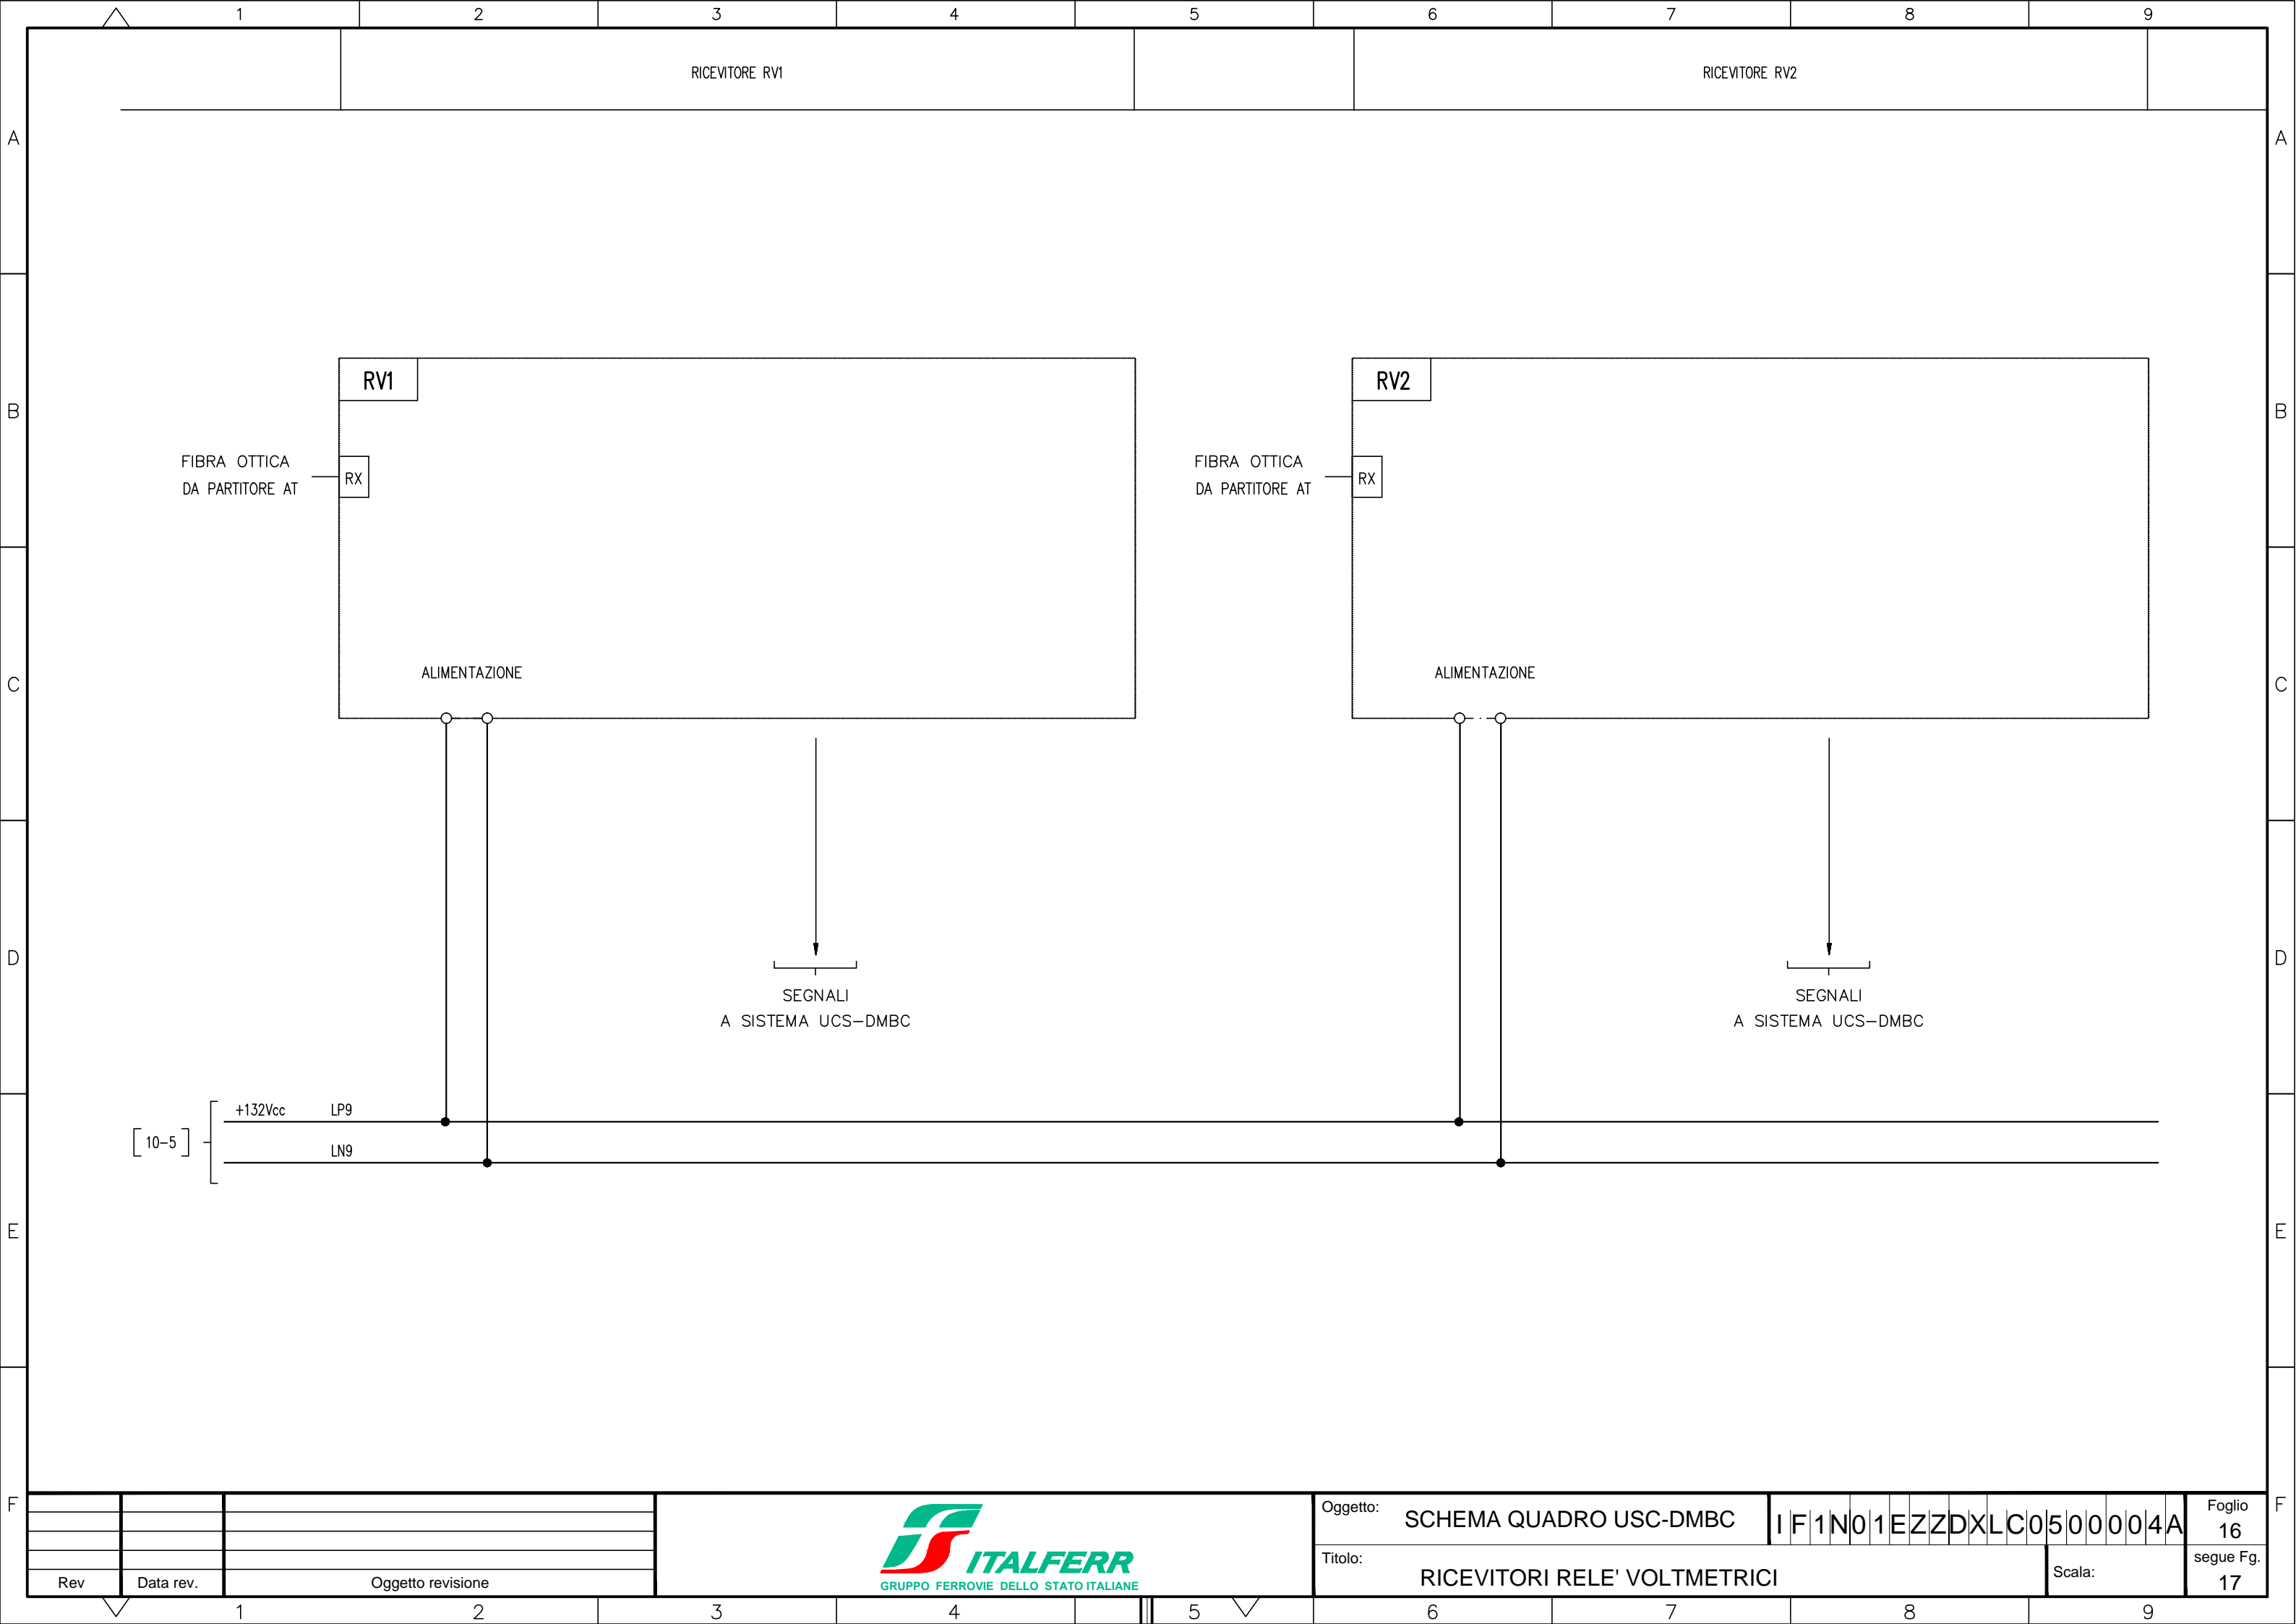 1 2 3 4 5 6 7 8 9
RICEVITORE RV1
RICEVITORE RV2
A
A
B
B
RV1
RV2
FIBRA OTTICA
DA PARTITORE AT
RX
FIBRA OTTICA
DA PARTITORE AT
RX
ALIMENTAZIONE
ALIMENTAZIONE
C
C
D
D
SEGNALI
A SISTEMA UCS-DMBC
SEGNALI
A SISTEMA UCS-DMBC
+132Vcc LP9
[10-5]
LN9
E
E
F
F
Rev
Data rev.
Oggetto revisione
ITALFERR
GRUPPO FERROVIE DELLO STATO ITALIANE
Oggetto:
SCHEMA QUADRO USC-DMBC
IF1N01EZZDXLC0500004A
Foglio
16
Titolo:
RICEVITORI RELE' VOLTMETRICI
Scala:
segue Fg.
17
1 2 3 4 5 6 7 8 9